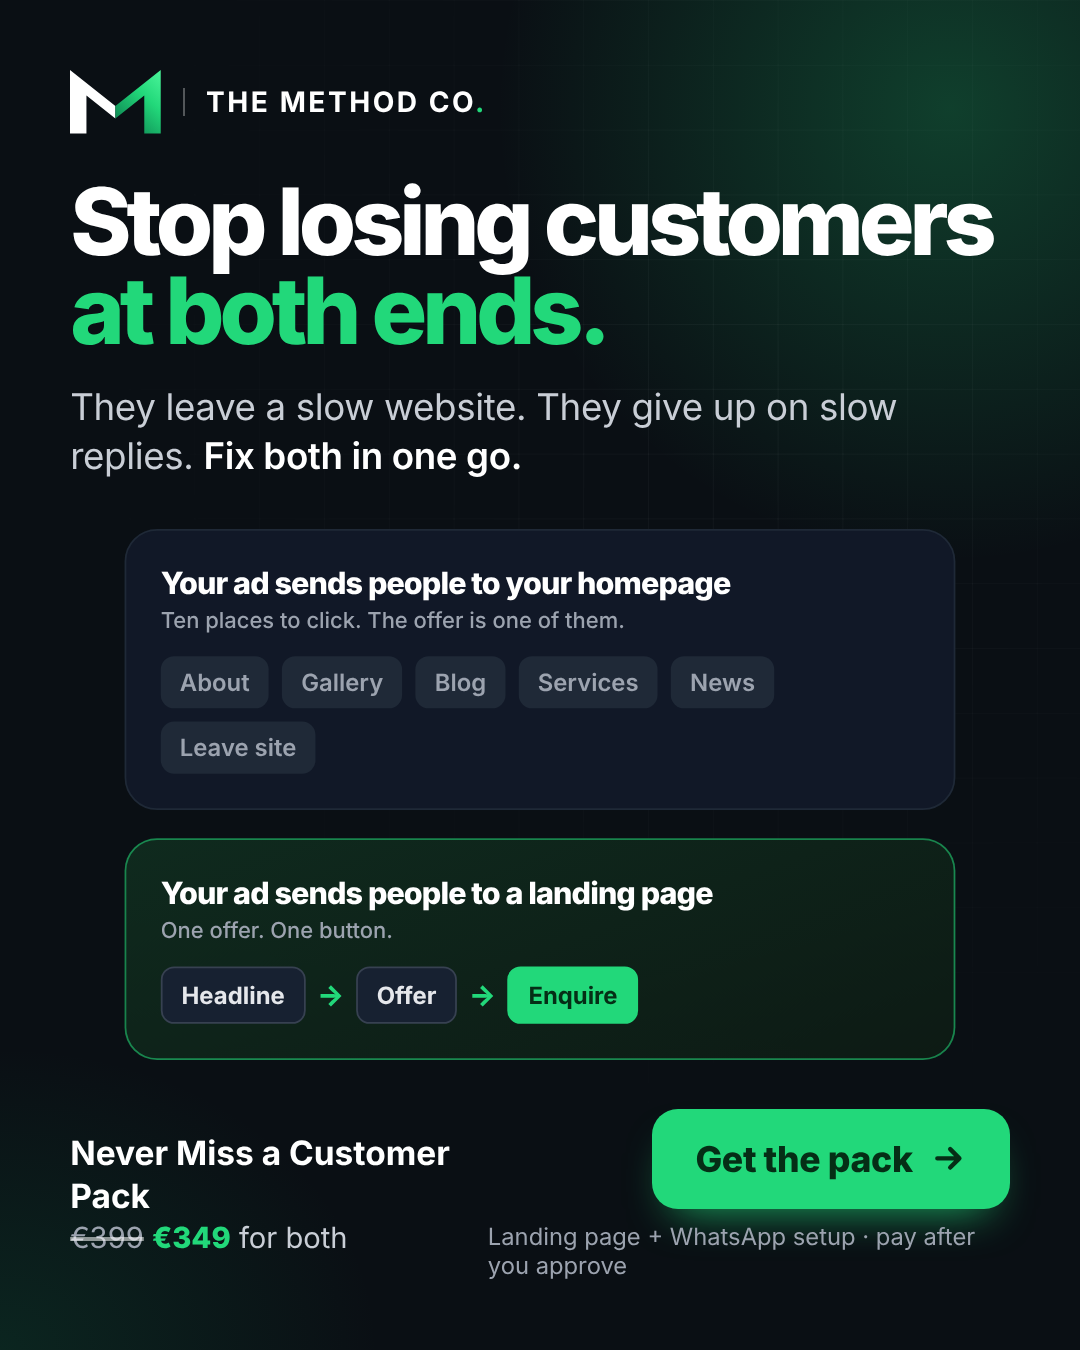 THE METHOD CO.
Stop losing customers
at both ends.
They leave a slow website. They give up on slow
replies. Fix both in one go.
Your ad sends people to your homepage
Ten places to click. The offer is one of them.
About Gallery Blog Services News
Leave site
Your ad sends people to a landing page
One offer. One button.
Headline → Offer → Enquire
Never Miss a Customer
Pack
€399 €349 for both
Get the pack →
Landing page + WhatsApp setup · pay after
you approve